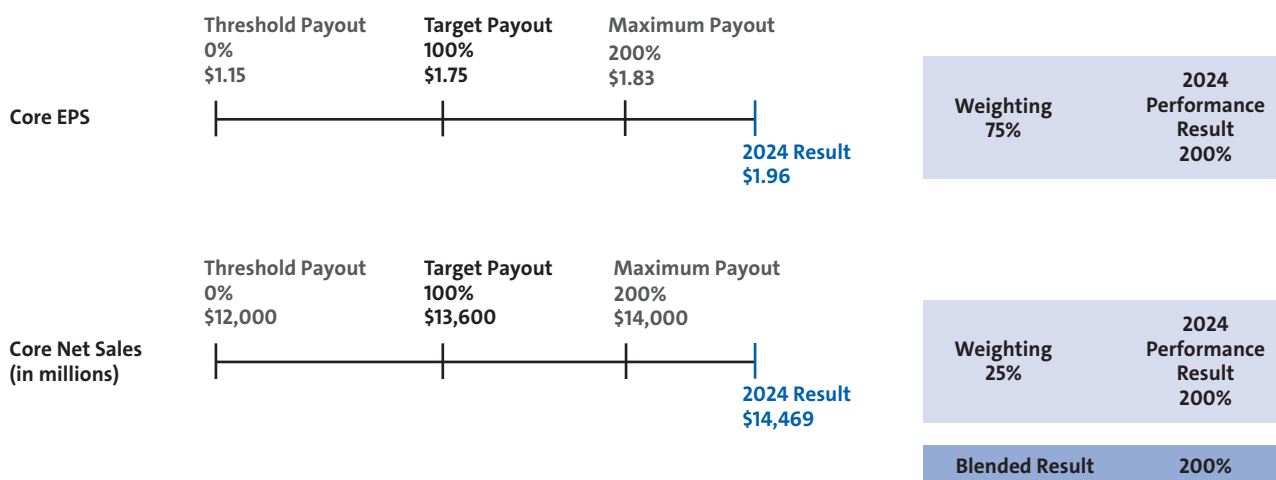 Threshold Payout
0%
$1.15
Target Payout
100%
$1.75
Maximum Payout
200%
$1.83
Core EPS
2024 Result
$1.96
Weighting
75%
2024
Performance
Result
200%
Threshold Payout
0%
$12,000
Target Payout
100%
$13,600
Maximum Payout
200%
$14,000
Core Net Sales
(in millions)
2024 Result
$14,469
Weighting
25%
2024
Performance
Result
200%
Blended Result 200%